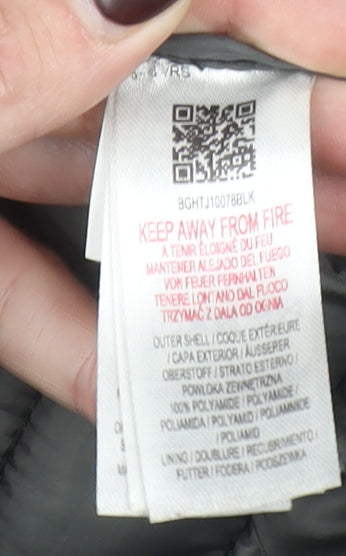 YRS
BGHTJ10078BLK
KEEP AWAY FROM FIRE
A TENIR ÉLOIGNÉ DU FEU
MANTENER ALEJADO DEL FUEGO
VON FEUER FERNHALTEN
TENERE LONTANO DAL FUOCO
TRZYMAĆ Z DALA OD OGNIA
OUTER SHELL / COQUE EXTÉRIEURE
/ CAPA EXTERIOR / ÄUSSERER
OBERSTOFF / STRATO ESTERNO /
POWŁOKA ZEWNĘTRZNA
100% POLYAMIDE / POLYAMIDE /
POLIAMIDA / POLYAMID / POLIAMMIDE
/ POLIAMID
LINING / DOUBLURE / RECUBRIMIENTO /
FUTTER / FODERA / PODSZEWKA